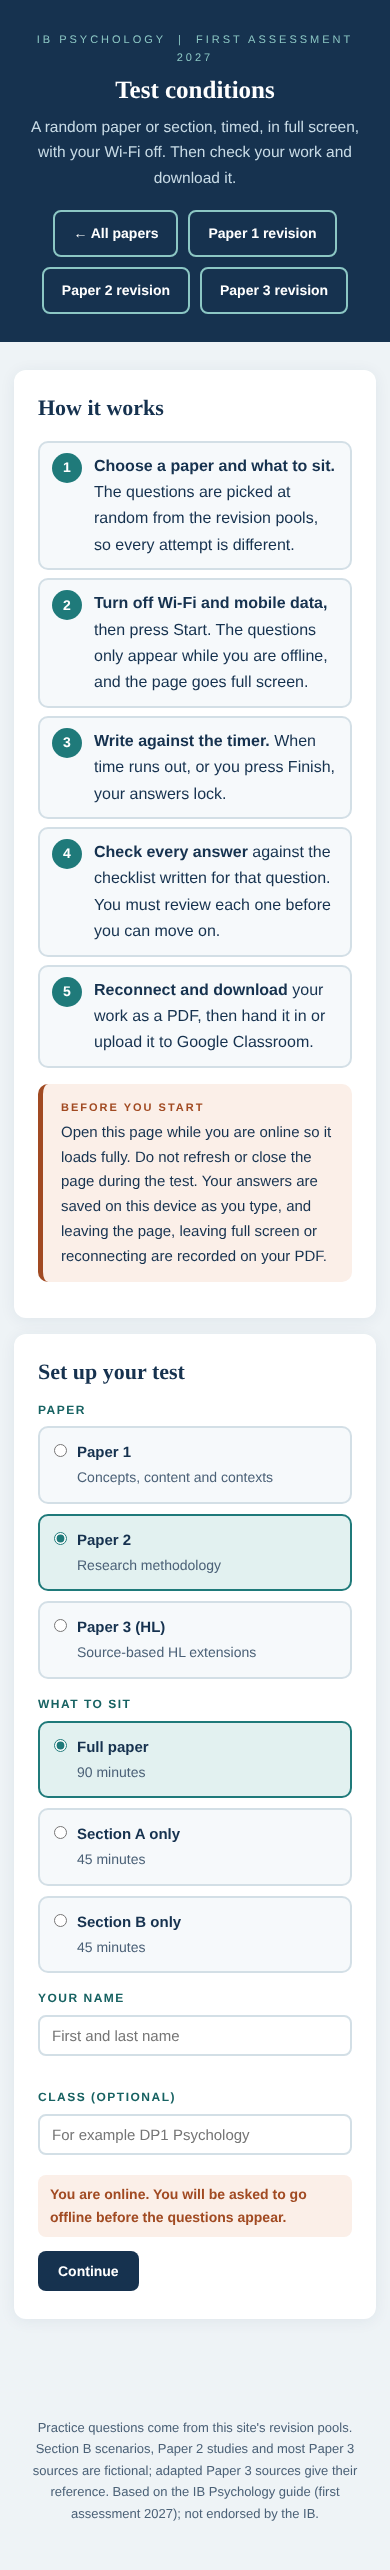 IB PSYCHOLOGY | FIRST ASSESSMENT
2027
Test conditions
A random paper or section, timed, in full screen,
with your Wi-Fi off. Then check your work and
download it.
← All papers
Paper 1 revision
Paper 2 revision
Paper 3 revision
How it works
1
Choose a paper and what to sit.
The questions are picked at
random from the revision pools,
so every attempt is different.
2
Turn off Wi-Fi and mobile data,
then press Start. The questions
only appear while you are offline,
and the page goes full screen.
3
Write against the timer. When
time runs out, or you press Finish,
your answers lock.
4
Check every answer against the
checklist written for that question.
You must review each one before
you can move on.
5
Reconnect and download your
work as a PDF, then hand it in or
upload it to Google Classroom.
BEFORE YOU START
Open this page while you are online so it
loads fully. Do not refresh or close the
page during the test. Your answers are
saved on this device as you type, and
leaving the page, leaving full screen or
reconnecting are recorded on your PDF.
Set up your test
PAPER
Paper 1
Concepts, content and contexts
Paper 2
Research methodology
Paper 3 (HL)
Source-based HL extensions
WHAT TO SIT
Full paper
90 minutes
Section A only
45 minutes
Section B only
45 minutes
YOUR NAME
First and last name
CLASS (OPTIONAL)
For example DP1 Psychology
You are online. You will be asked to go
offline before the questions appear.
Continue
Practice questions come from this site's revision pools.
Section B scenarios, Paper 2 studies and most Paper 3
sources are fictional; adapted Paper 3 sources give their
reference. Based on the IB Psychology guide (first
assessment 2027); not endorsed by the IB.